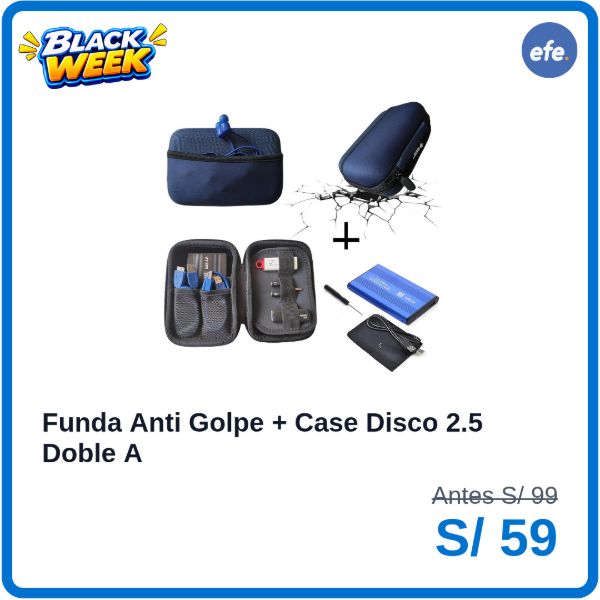 BLACK
WEEK
efe.
Funda Anti Golpe + Case Disco 2.5
Doble A
Antes S/ 99
S/ 59